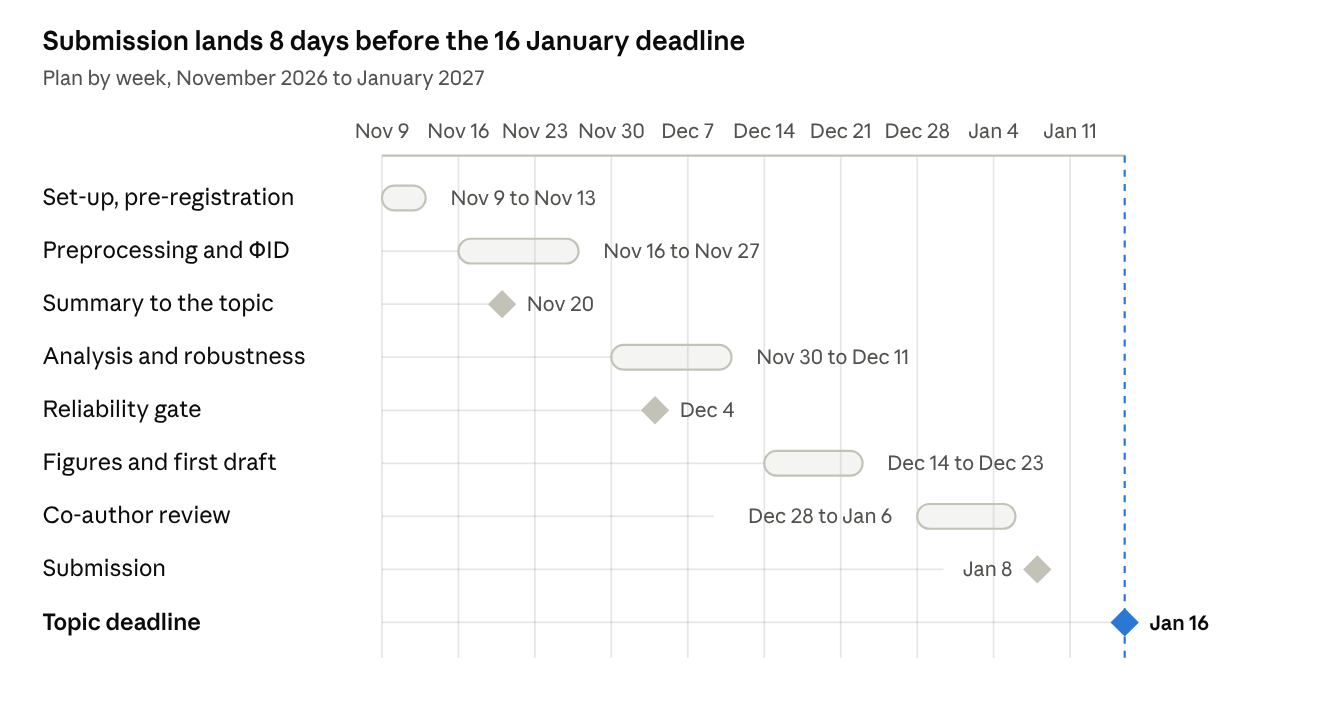 Submission lands 8 days before the 16 January deadline
Plan by week, November 2026 to January 2027
Nov 9 Nov 16 Nov 23 Nov 30 Dec 7 Dec 14 Dec 21 Dec 28 Jan 4 Jan 11
Set-up, pre-registration Nov 9 to Nov 13
Preprocessing and ΦID Nov 16 to Nov 27
Summary to the topic Nov 20
Analysis and robustness Nov 30 to Dec 11
Reliability gate Dec 4
Figures and first draft Dec 14 to Dec 23
Co-author review Dec 28 to Jan 6
Submission Jan 8
Topic deadline Jan 16